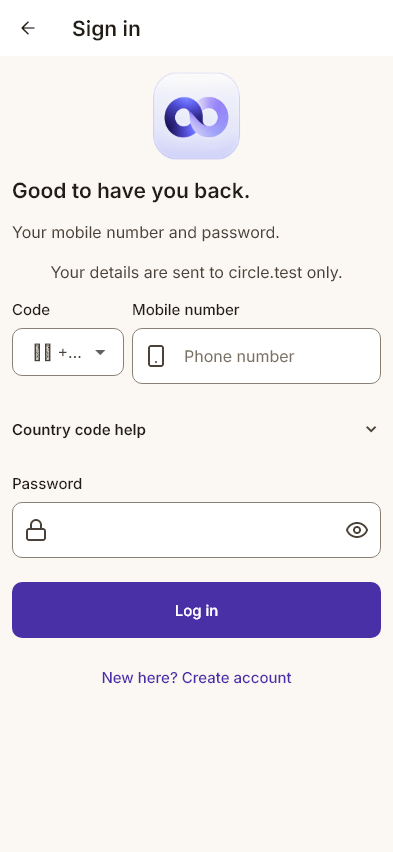 Sign in
Good to have you back.
Your mobile number and password.
Your details are sent to circle.test only.
Code
Mobile number
+...
Phone number
Country code help
Password
Log in
New here? Create account